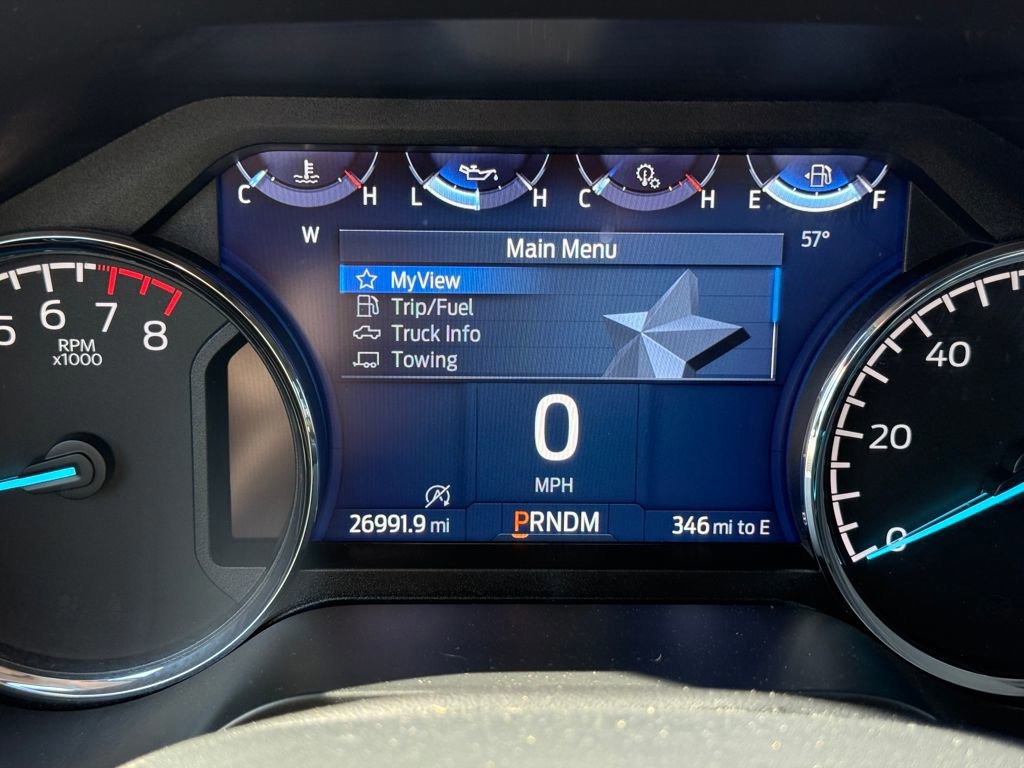 C H L H C H E F
W 57°
Main Menu
MyView
Trip/Fuel
Truck Info
Towing
5 6 7 8
RPM
x1000
40
20
0
0
MPH
26991.9 mi PRNDM 346 mi to E